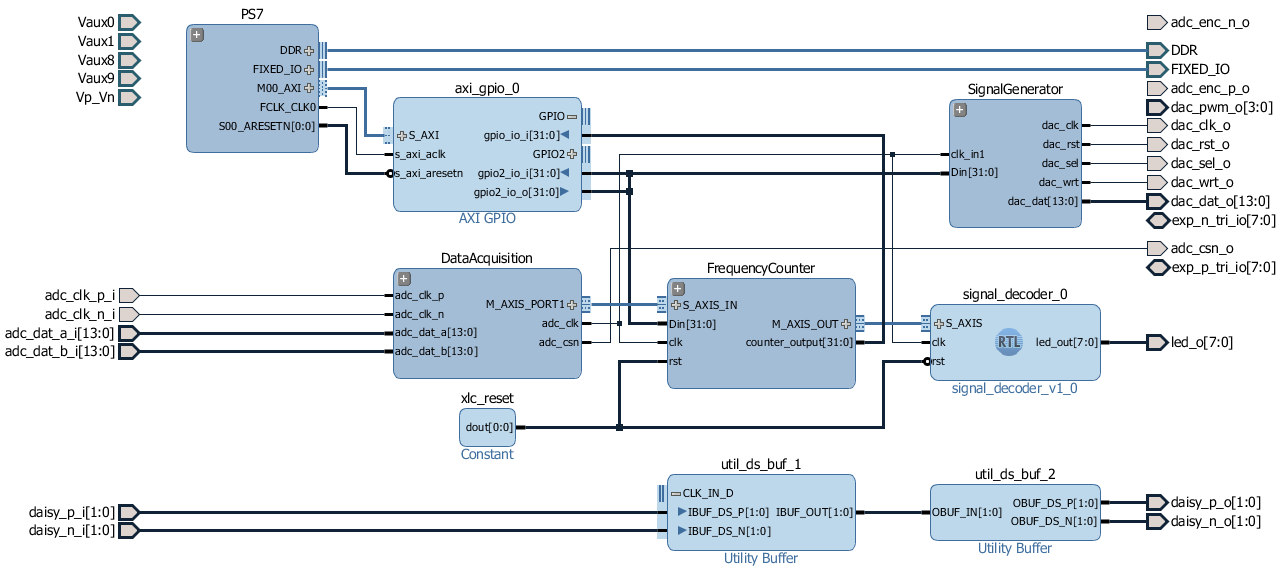 Vaux0
Vaux1
Vaux8
Vaux9
Vp_Vn
PS7
DDR
FIXED_IO
M00_AXI
FCLK_CLK0
S00_ARESETN[0:0]
axi_gpio_0
GPIO
S_AXI
gpio_io_i[31:0]
s_axi_aclk
GPIO2
s_axi_aresetn
gpio2_io_i[31:0]
gpio2_io_o[31:0]
AXI GPIO
SignalGenerator
clk_in1
Din[31:0]
dac_clk
dac_rst
dac_sel
dac_wrt
dac_dat[13:0]
adc_enc_n_o
DDR
FIXED_IO
adc_enc_p_o
dac_pwm_o[3:0]
dac_clk_o
dac_rst_o
dac_sel_o
dac_wrt_o
dac_dat_o[13:0]
exp_n_tri_io[7:0]
adc_csn_o
exp_p_tri_io[7:0]
adc_clk_p_i
adc_clk_n_i
adc_dat_a_i[13:0]
adc_dat_b_i[13:0]
DataAcquisition
adc_clk_p
adc_clk_n
adc_dat_a[13:0]
adc_dat_b[13:0]
M_AXIS_PORT1
adc_clk
adc_csn
FrequencyCounter
S_AXIS_IN
Din[31:0]
clk
rst
M_AXIS_OUT
counter_output[31:0]
signal_decoder_0
S_AXIS
clk
rst
RTL
led_out[7:0]
signal_decoder_v1_0
led_o[7:0]
xlc_reset
dout[0:0]
Constant
daisy_p_i[1:0]
daisy_n_i[1:0]
util_ds_buf_1
CLK_IN_D
IBUF_DS_P[1:0]
IBUF_DS_N[1:0]
IBUF_OUT[1:0]
Utility Buffer
util_ds_buf_2
OBUF_IN[1:0]
OBUF_DS_P[1:0]
OBUF_DS_N[1:0]
Utility Buffer
daisy_p_o[1:0]
daisy_n_o[1:0]